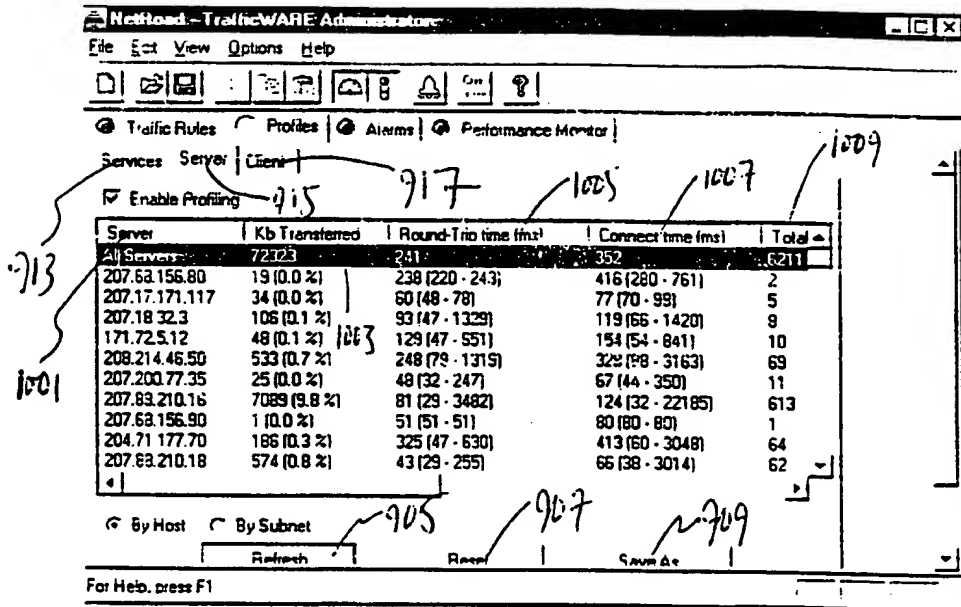 NetRoad - TrafficWARE Administrator
File Edit View Options Help
Traffic Rules Profiles Alarms Performance Monitor
1009
Services Server Client
917
1005
1007
Enable Profiling
915
Server Kb Transferred Round-Trip time (ms) Connect time (ms) Total
913
All Servers 72323 241 352 6211
207.68.156.80 19 (0.0 %) 238 (220 - 243) 416 (280 - 761) 2
207.17.171.117 34 (0.0 %) 60 (48 - 78) 77 (70 - 99) 5
207.18.32.3 106 (0.1 %) 93 (47 - 1329) 119 (66 - 1420) 9
1003
171.72.5.12 48 (0.1 %) 129 (47 - 551) 154 (54 - 841) 10
208.214.46.50 533 (0.7 %) 248 (79 - 1319) 328 (98 - 3163) 69
1001
207.200.77.35 25 (0.0 %) 48 (32 - 247) 67 (44 - 350) 11
207.83.210.16 7089 (9.8 %) 81 (29 - 3482) 124 (32 - 22185) 613
207.68.156.90 1 (0.0 %) 51 (51 - 51) 80 (80 - 80) 1
204.71.177.70 186 (0.3 %) 325 (47 - 630) 413 (60 - 3048) 64
207.83.210.18 574 (0.8 %) 43 (29 - 255) 66 (38 - 3014) 62
By Host By Subnet
905
907
909
Refresh Reset Save As
For Help, press F1